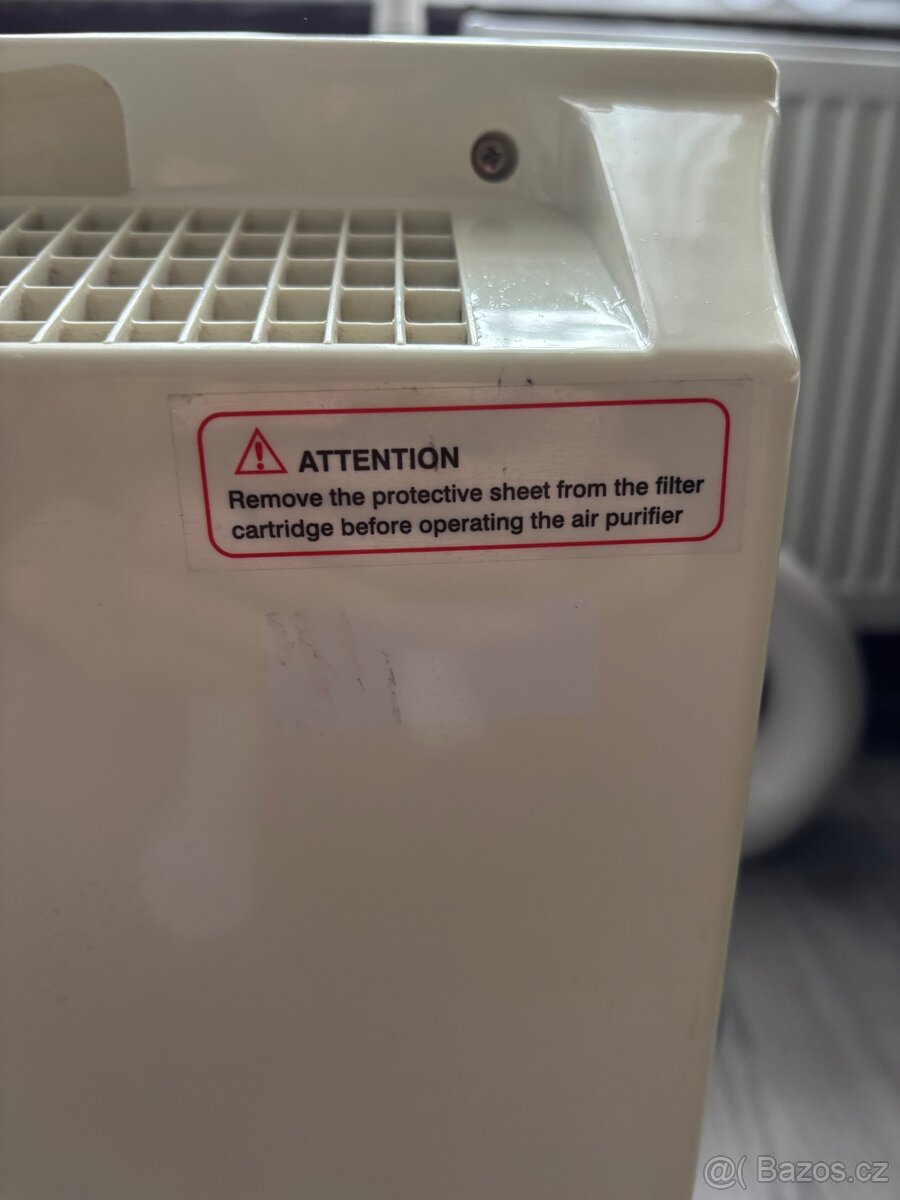 ATTENTION
Remove the protective sheet from the filter
cartridge before operating the air purifier
@( Bazos.cz